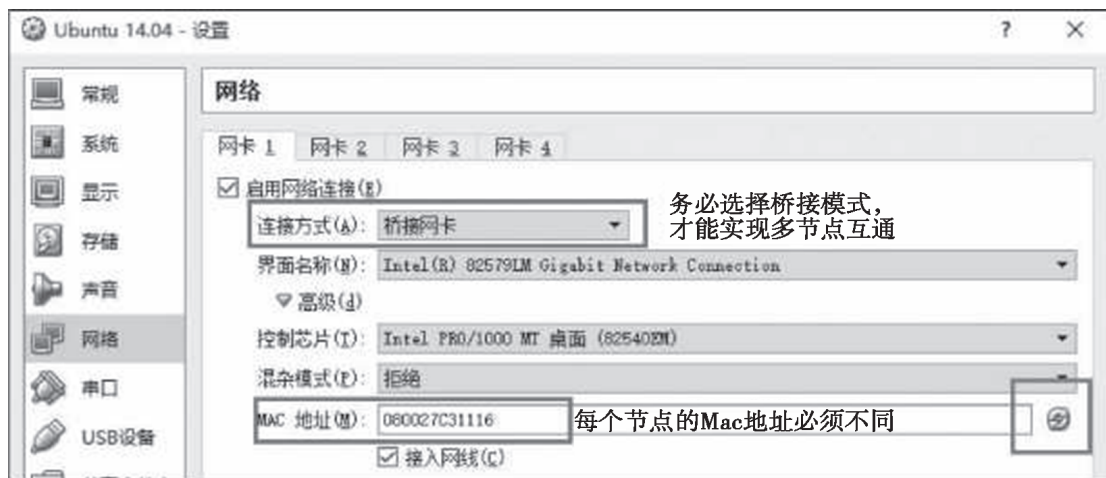 Ubuntu 14.04 - 设置
?
常规
系统
显示
存储
声音
网络
串口
USB设备
网络
网卡 1 网卡 2 网卡 3 网卡 4
启用网络连接(E)
连接方式(A): 桥接网卡
务必选择桥接模式,
才能实现多节点互通
界面名称(N): Intel(R) 82579LM Gigabit Network Connection
高级(d)
控制芯片(T): Intel PRO/1000 MT 桌面 (82540EM)
混杂模式(P): 拒绝
MAC 地址(M): 080027C31116
每个节点的Mac地址必须不同
接入网线(C)